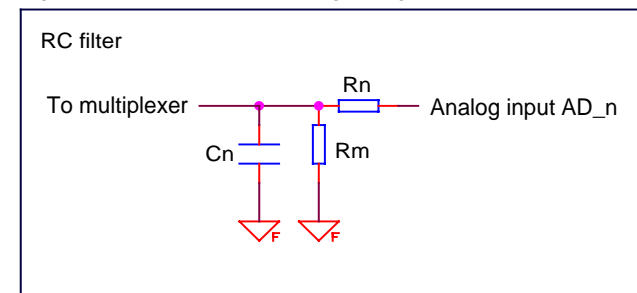 RC filter
Rn
To multiplexer
Analog input AD_n
Cn
Rm
F
F